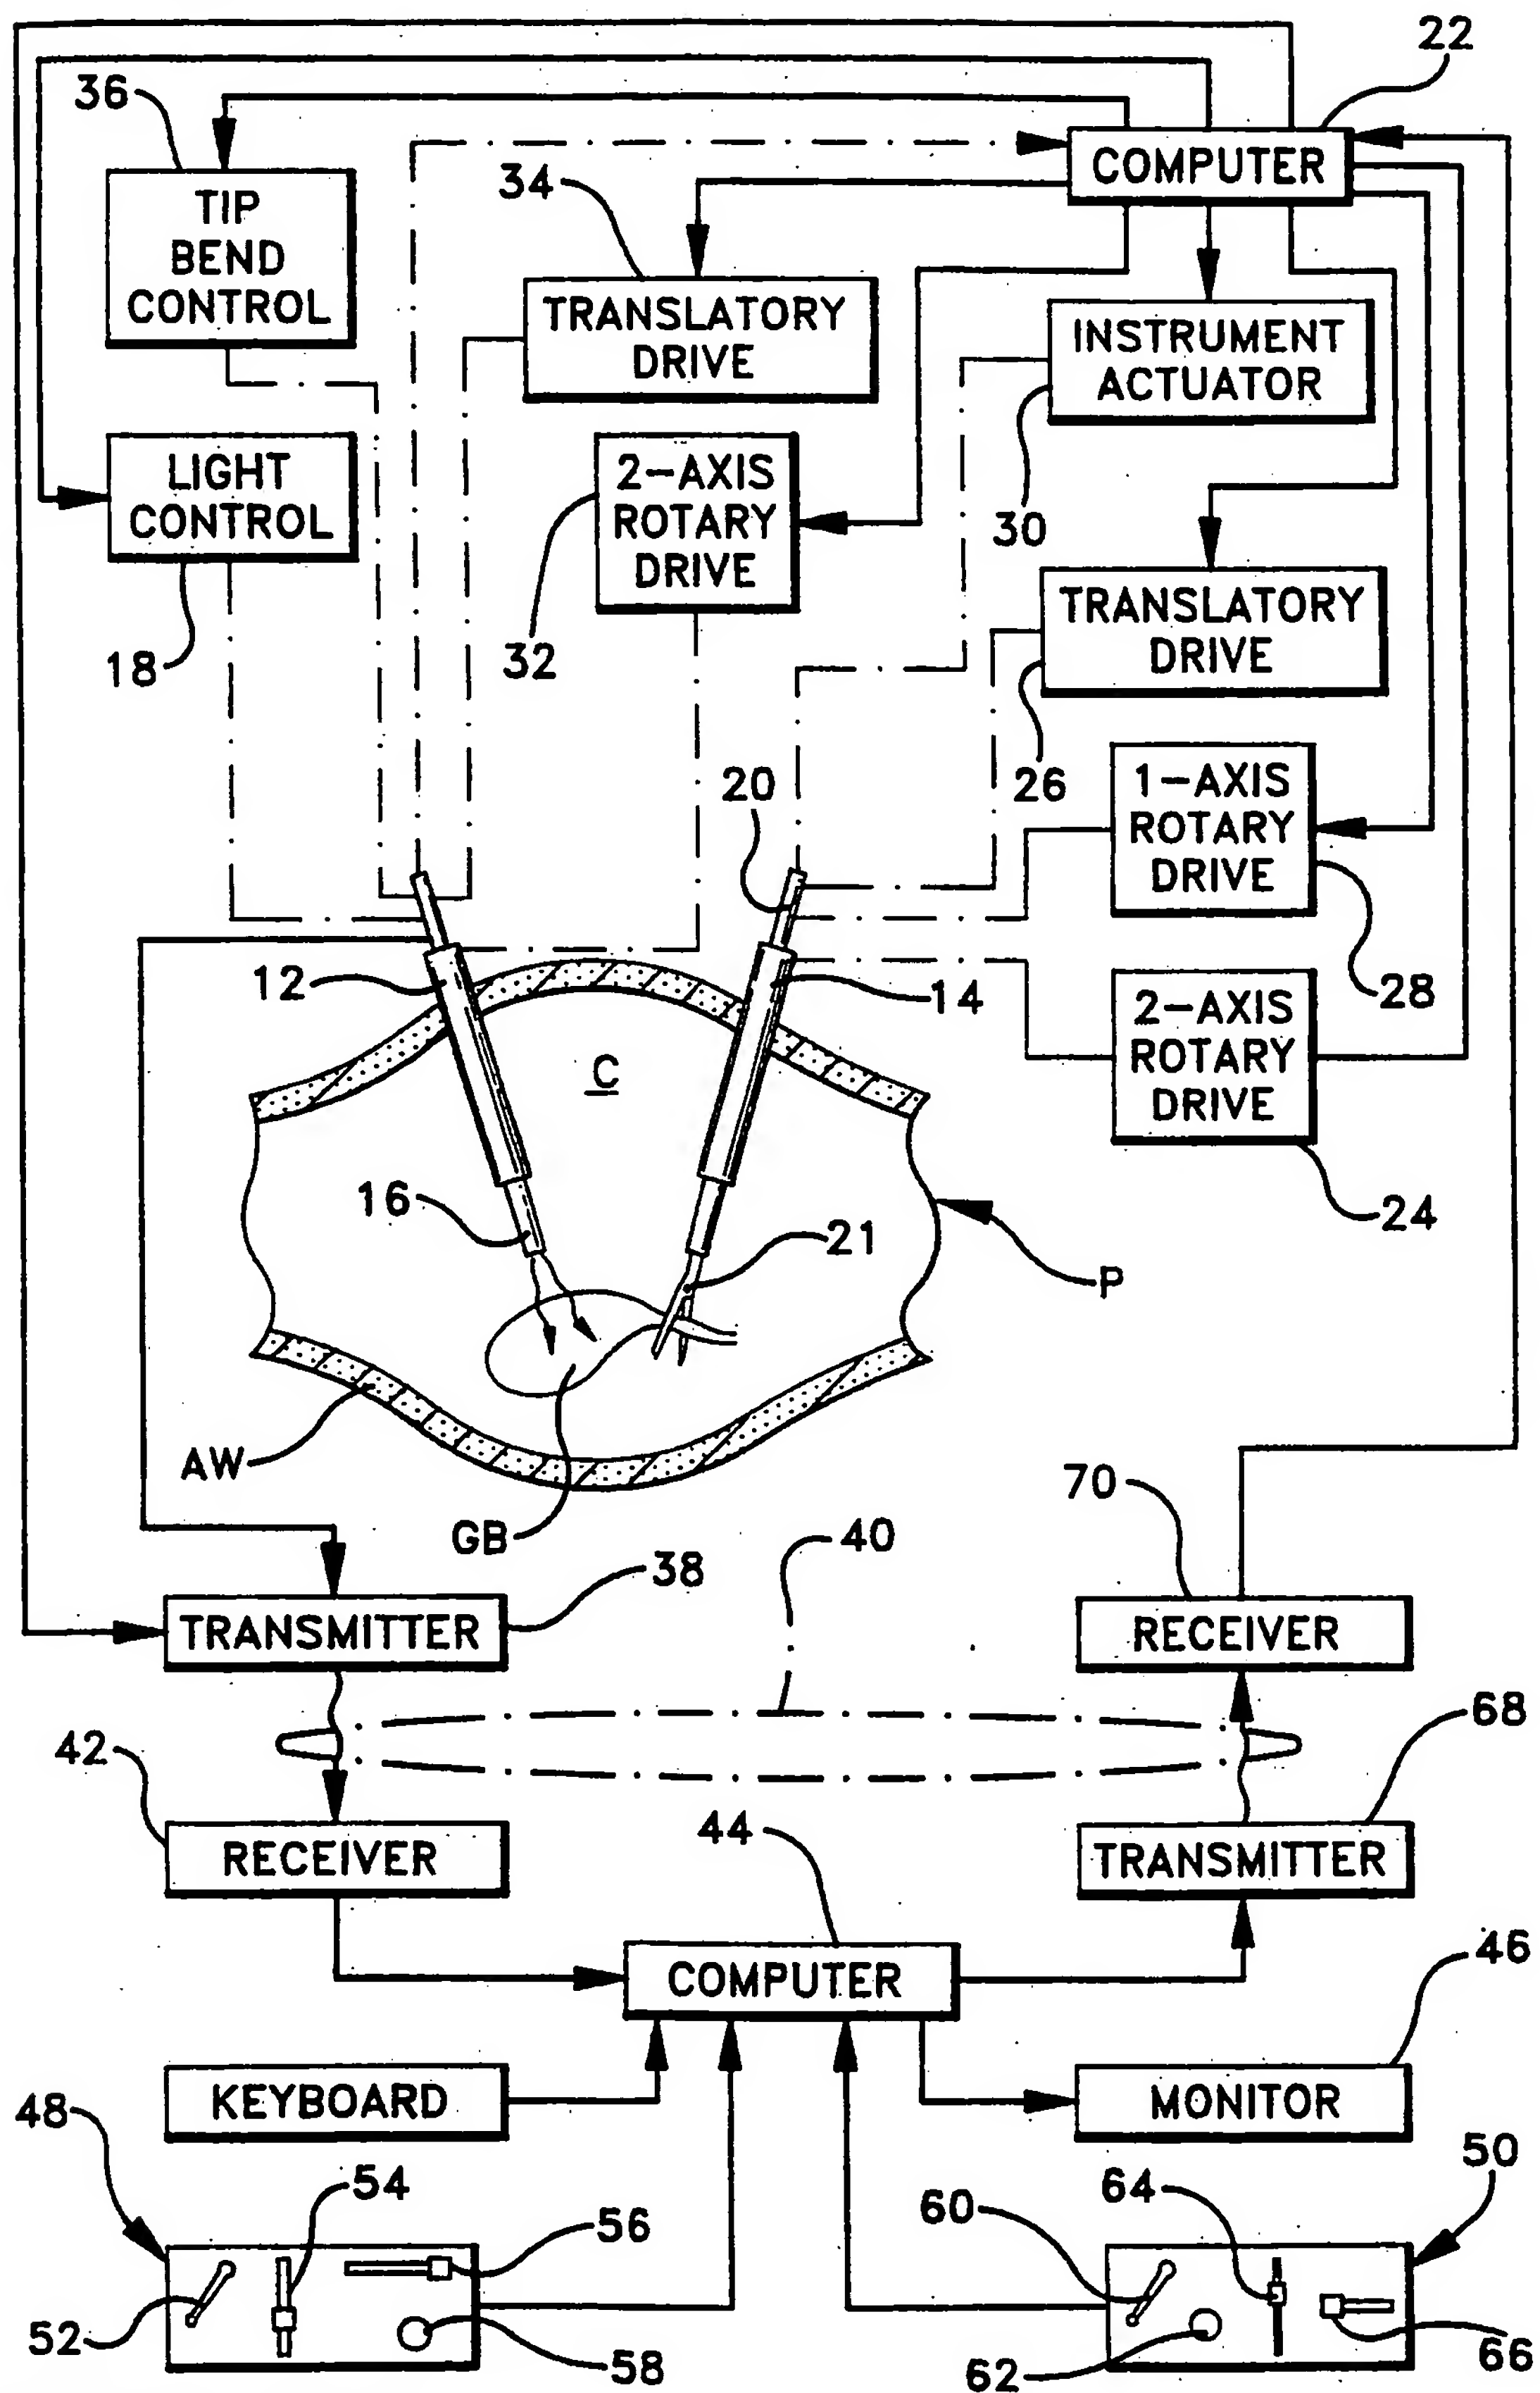 22
36
COMPUTER
34
TIP
BEND
CONTROL
TRANSLATORY
DRIVE
INSTRUMENT
ACTUATOR
30
LIGHT
CONTROL
18
2-AXIS
ROTARY
DRIVE
32
TRANSLATORY
DRIVE
26
20
1-AXIS
ROTARY
DRIVE
28
12
14
2-AXIS
ROTARY
DRIVE
24
C
16
21
P
AW
GB
70
40
38
TRANSMITTER
RECEIVER
68
42
44
RECEIVER
TRANSMITTER
46
COMPUTER
KEYBOARD
MONITOR
48
50
54
64
56
60
52
58
62
66